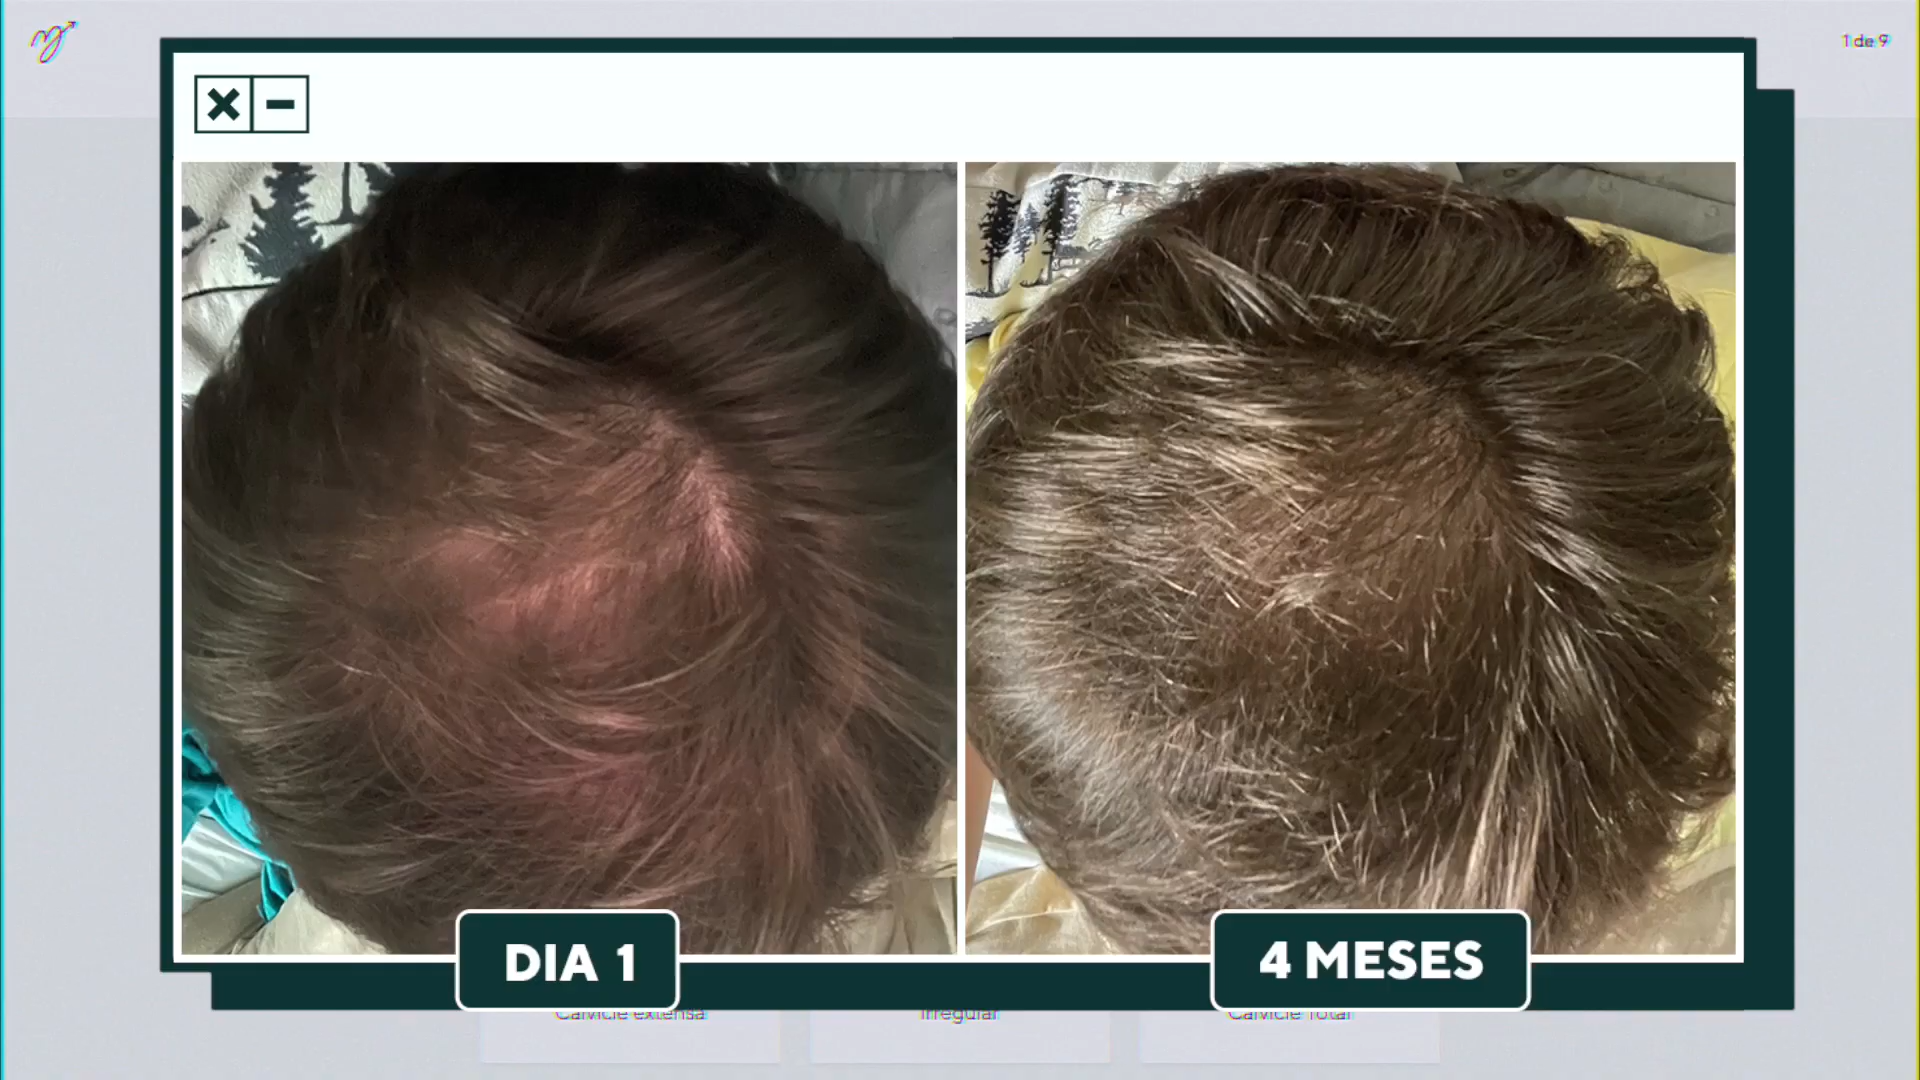 1 de 9
DIA 1
4 MESES
Calvicie extensa
Irregular
Calvicie Total